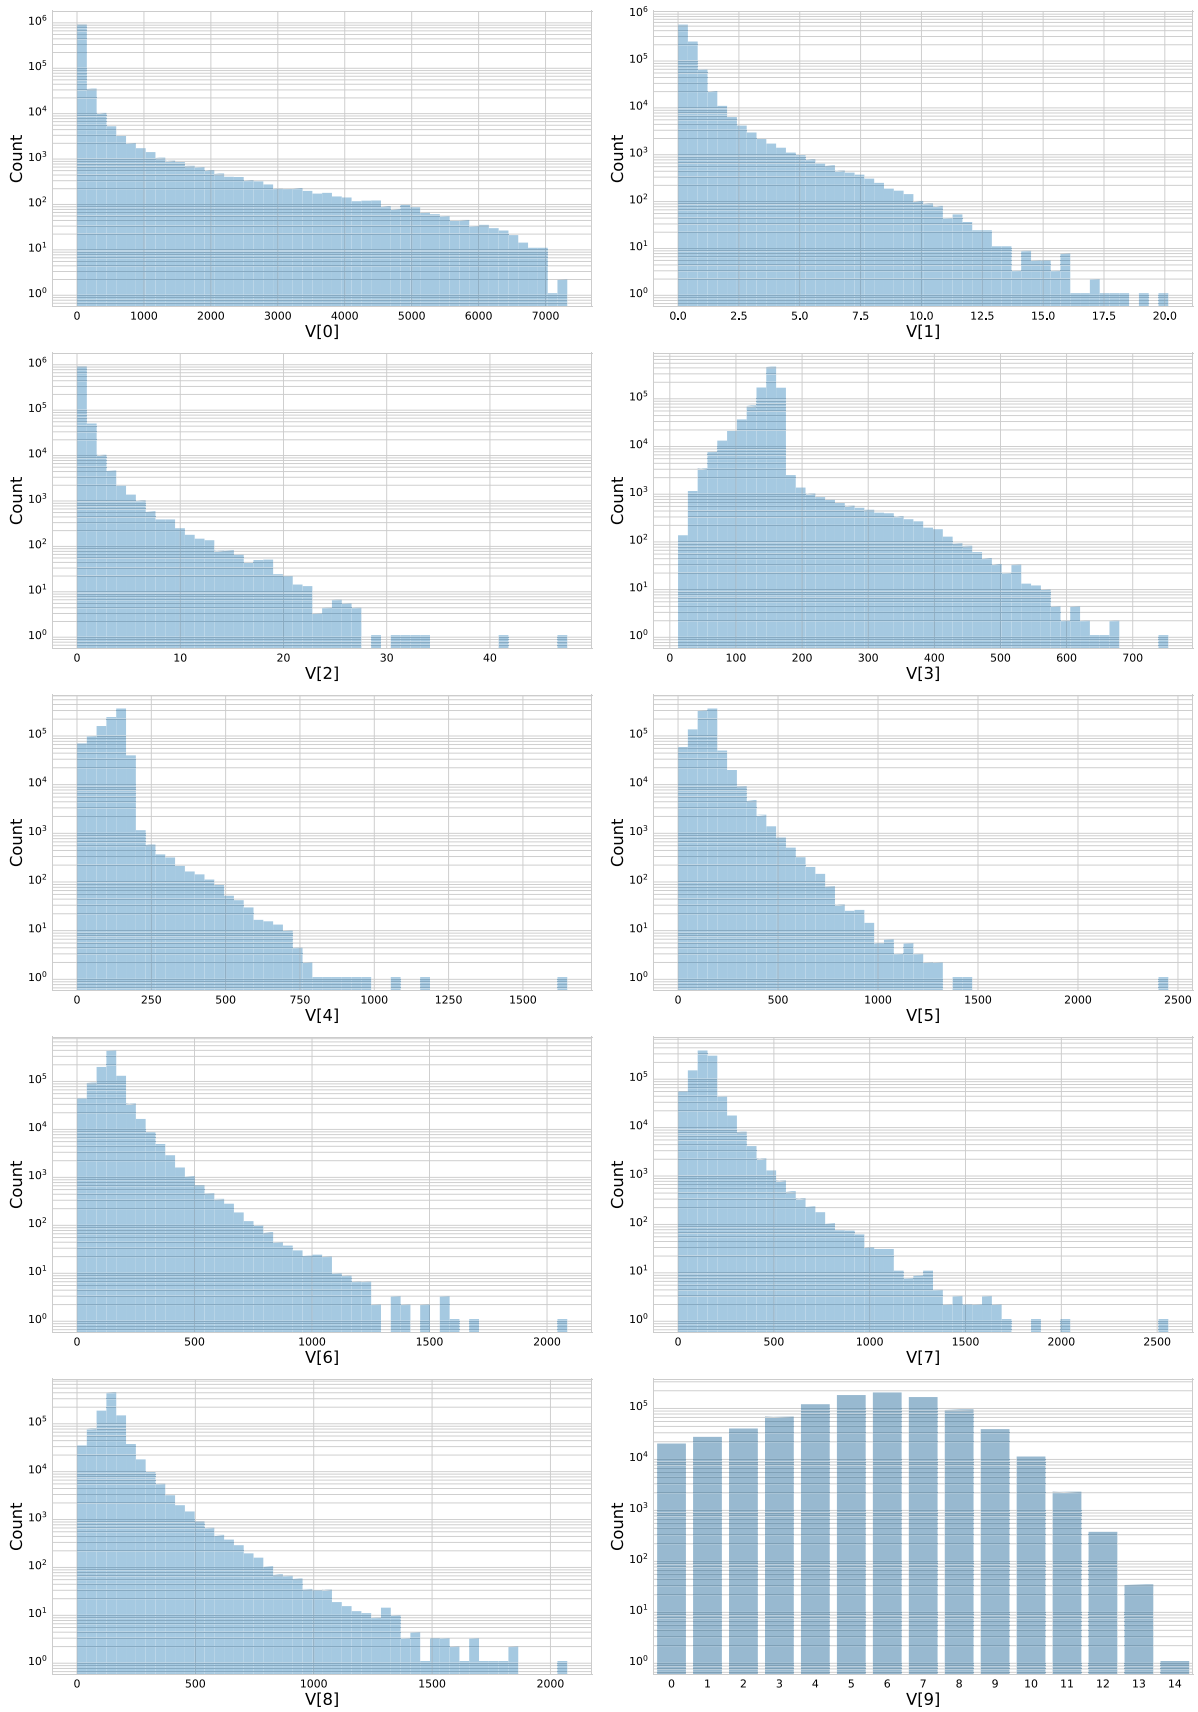 10⁶
10⁵
10⁴
10³
10²
10¹
10⁰
Count
0 1000 2000 3000 4000 5000 6000 7000
V[0]
10⁶
10⁵
10⁴
10³
10²
10¹
10⁰
Count
0.0 2.5 5.0 7.5 10.0 12.5 15.0 17.5 20.0
V[1]
10⁶
10⁵
10⁴
10³
10²
10¹
10⁰
Count
0 10 20 30 40
V[2]
10⁵
10⁴
10³
10²
10¹
10⁰
Count
0 100 200 300 400 500 600 700
V[3]
10⁵
10⁴
10³
10²
10¹
10⁰
Count
0 250 500 750 1000 1250 1500
V[4]
10⁵
10⁴
10³
10²
10¹
10⁰
Count
0 500 1000 1500 2000 2500
V[5]
10⁵
10⁴
10³
10²
10¹
10⁰
Count
0 500 1000 1500 2000
V[6]
10⁵
10⁴
10³
10²
10¹
10⁰
Count
0 500 1000 1500 2000 2500
V[7]
10⁵
10⁴
10³
10²
10¹
10⁰
Count
0 500 1000 1500 2000
V[8]
10⁵
10⁴
10³
10²
10¹
10⁰
Count
0 1 2 3 4 5 6 7 8 9 10 11 12 13 14
V[9]